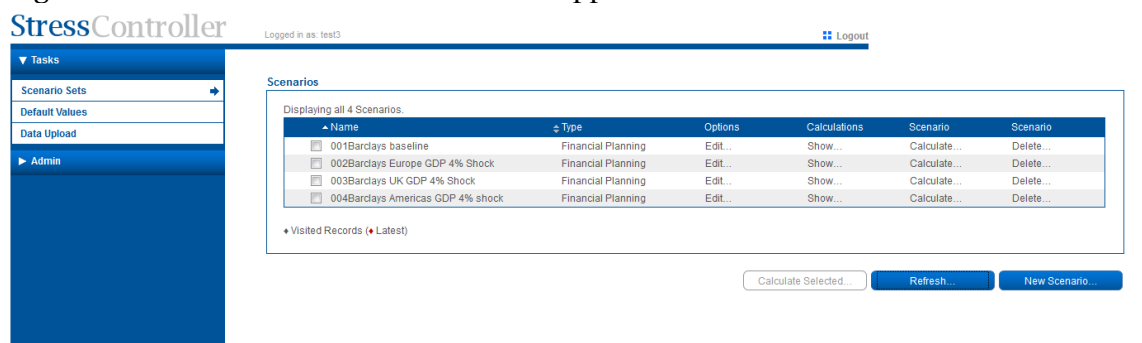 StressController
Logged in as: test3
Logout
Tasks
Scenario Sets
Default Values
Data Upload
Admin
Scenarios
Displaying all 4 Scenarios.
Name Type Options Calculations Scenario Scenario
001Barclays baseline Financial Planning Edit... Show... Calculate... Delete...
002Barclays Europe GDP 4% Shock Financial Planning Edit... Show... Calculate... Delete...
003Barclays UK GDP 4% Shock Financial Planning Edit... Show... Calculate... Delete...
004Barclays Americas GDP 4% shock Financial Planning Edit... Show... Calculate... Delete...
Visited Records (♦ Latest)
Calculate Selected... Refresh... New Scenario...